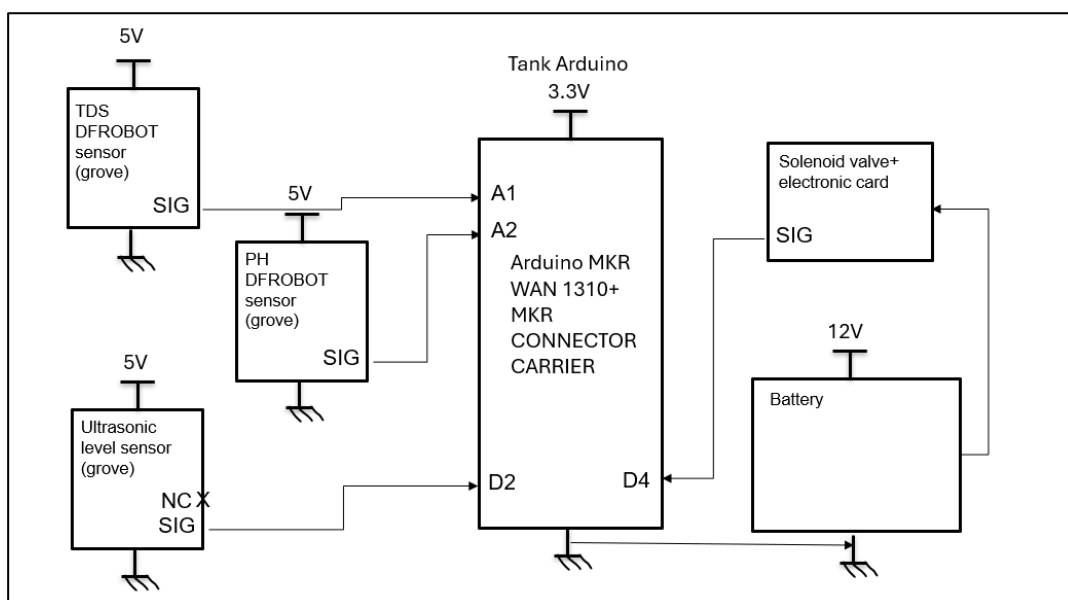 5V
TDS
DFROBOT
sensor
(grove)
SIG
5V
PH
DFROBOT
sensor
(grove)
SIG
5V
Ultrasonic
level sensor
(grove)
NC X
SIG
Tank Arduino
3.3V
A1
A2
Arduino MKR
WAN 1310+
MKR
CONNECTOR
CARRIER
D2
D4
Solenoid valve+
electronic card
SIG
12V
Battery